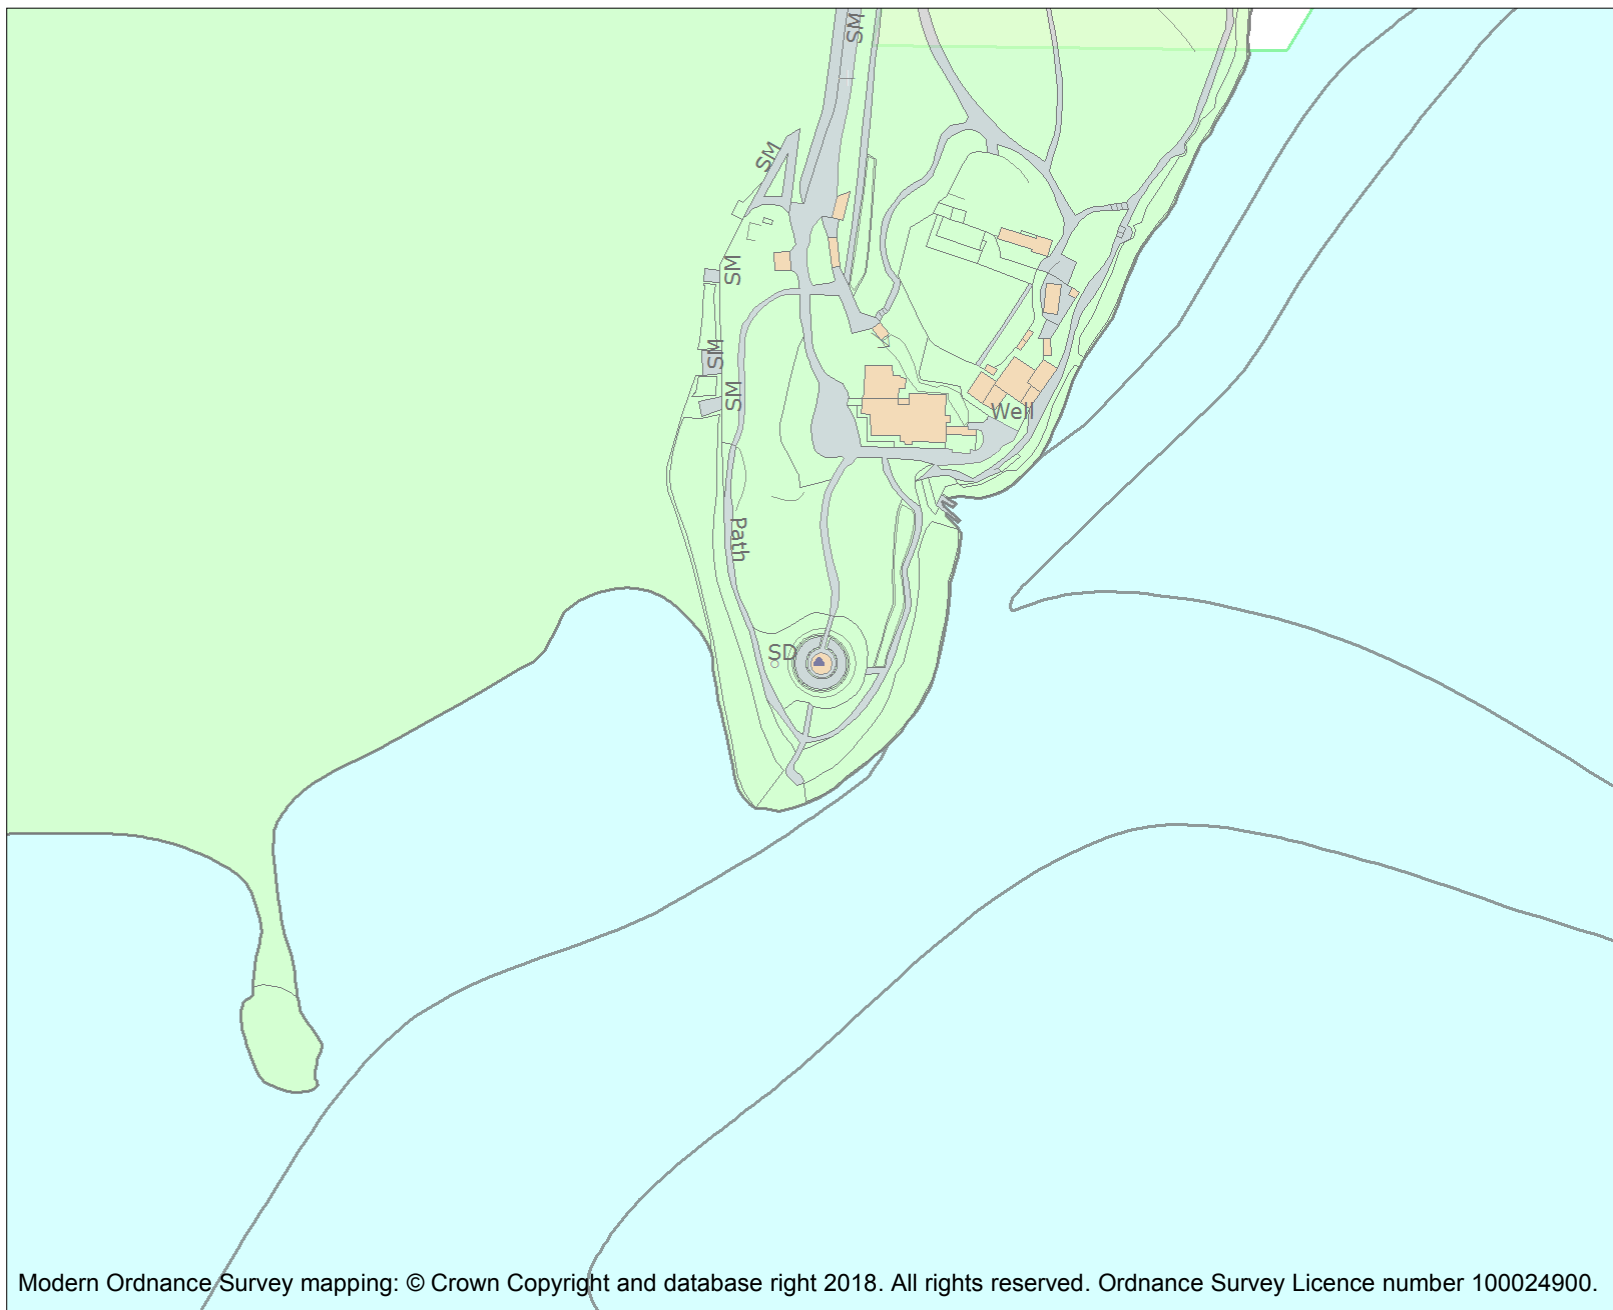 SM
SM
SM
SM
SM
Well
Path
SD
Modern Ordnance Survey mapping: © Crown Copyright and database right 2018. All rights reserved. Ordnance Survey Licence number 100024900.